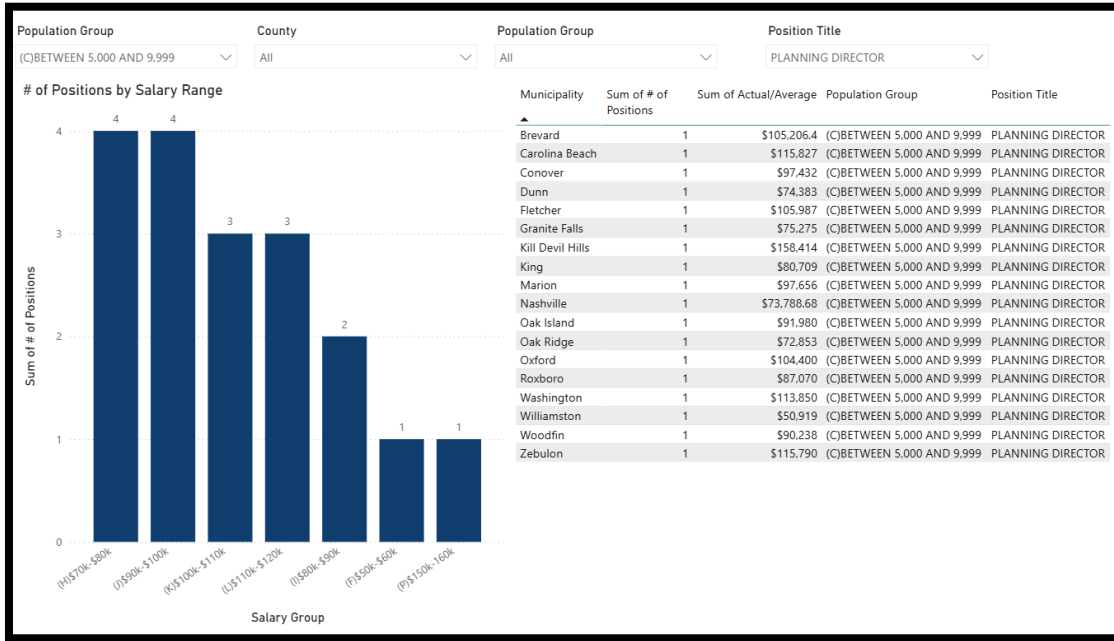 Population Group County Population Group Position Title
(C)BETWEEN 5,000 AND 9,999 All All PLANNING DIRECTOR
# of Positions by Salary Range
4 4 3 3 2 1 1
4
3
2
1
0
Sum of # of Positions
(H)$70k-$80k (J)$90k-$100k (K)$100k-$110k (L)$110k-$120k (I)$80k-$90k (F)$50k-$60k (P)$150k-160k
Salary Group
Municipality Sum of # of Positions Sum of Actual/Average Population Group Position Title
Brevard 1 $105,206.4 (C)BETWEEN 5,000 AND 9,999 PLANNING DIRECTOR
Carolina Beach 1 $115,827 (C)BETWEEN 5,000 AND 9,999 PLANNING DIRECTOR
Conover 1 $97,432 (C)BETWEEN 5,000 AND 9,999 PLANNING DIRECTOR
Dunn 1 $74,383 (C)BETWEEN 5,000 AND 9,999 PLANNING DIRECTOR
Fletcher 1 $105,987 (C)BETWEEN 5,000 AND 9,999 PLANNING DIRECTOR
Granite Falls 1 $75,275 (C)BETWEEN 5,000 AND 9,999 PLANNING DIRECTOR
Kill Devil Hills 1 $158,414 (C)BETWEEN 5,000 AND 9,999 PLANNING DIRECTOR
King 1 $80,709 (C)BETWEEN 5,000 AND 9,999 PLANNING DIRECTOR
Marion 1 $97,656 (C)BETWEEN 5,000 AND 9,999 PLANNING DIRECTOR
Nashville 1 $73,788.68 (C)BETWEEN 5,000 AND 9,999 PLANNING DIRECTOR
Oak Island 1 $91,980 (C)BETWEEN 5,000 AND 9,999 PLANNING DIRECTOR
Oak Ridge 1 $72,853 (C)BETWEEN 5,000 AND 9,999 PLANNING DIRECTOR
Oxford 1 $104,400 (C)BETWEEN 5,000 AND 9,999 PLANNING DIRECTOR
Roxboro 1 $87,070 (C)BETWEEN 5,000 AND 9,999 PLANNING DIRECTOR
Washington 1 $113,850 (C)BETWEEN 5,000 AND 9,999 PLANNING DIRECTOR
Williamston 1 $50,919 (C)BETWEEN 5,000 AND 9,999 PLANNING DIRECTOR
Woodfin 1 $90,238 (C)BETWEEN 5,000 AND 9,999 PLANNING DIRECTOR
Zebulon 1 $115,790 (C)BETWEEN 5,000 AND 9,999 PLANNING DIRECTOR